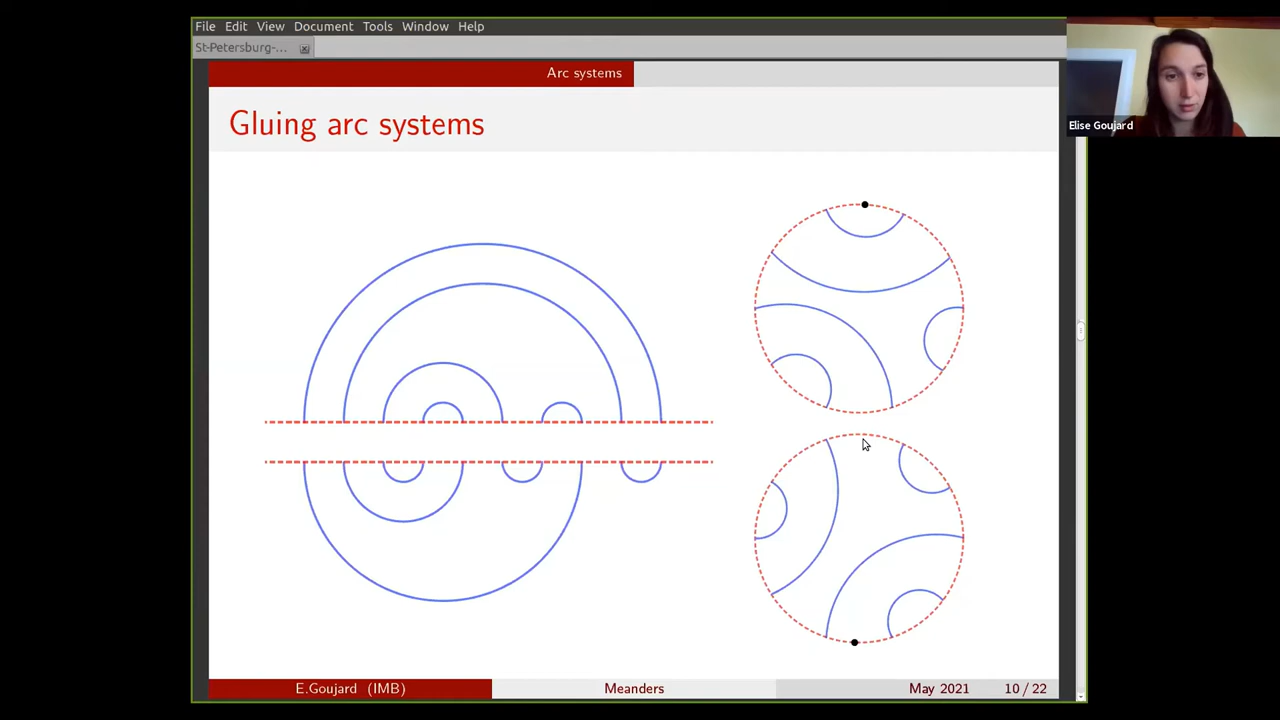 File Edit View Document Tools Window Help
St-Petersburg-...
Arc systems
Gluing arc systems
Elise Goujard
E.Goujard (IMB)
Meanders
May 2021
10 / 22